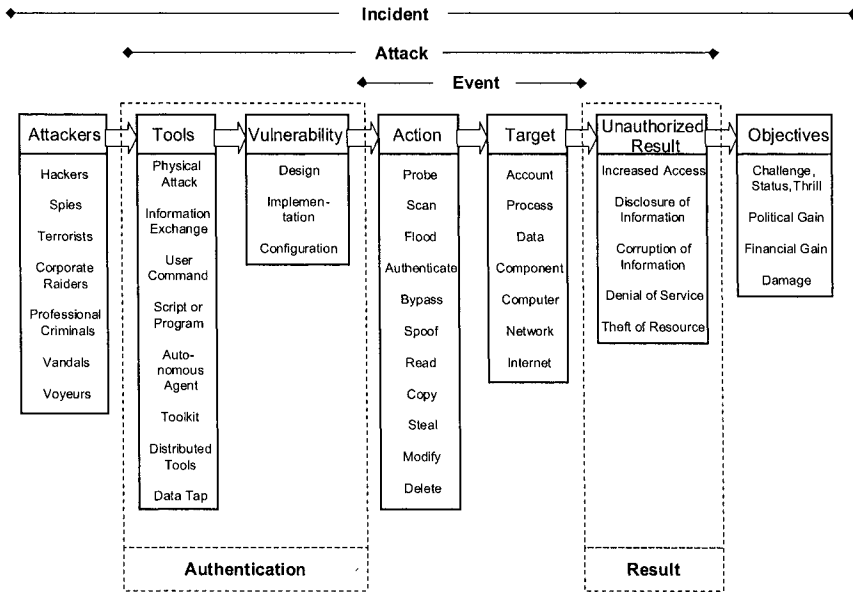 Incident
Attack
Event
Attackers
Hackers
Spies
Terrorists
Corporate
Raiders
Professional
Criminals
Vandals
Voyeurs
Tools
Physical
Attack
Information
Exchange
User
Command
Script or
Program
Auto-
nomous
Agent
Toolkit
Distributed
Tools
Data Tap
Vulnerability
Design
Implemen-
tation
Configuration
Action
Probe
Scan
Flood
Authenticate
Bypass
Spoof
Read
Copy
Steal
Modify
Delete
Target
Account
Process
Data
Component
Computer
Network
Internet
Unauthorized
Result
Increased Access
Disclosure of
Information
Corruption of
Information
Denial of Service
Theft of Resource
Objectives
Challenge,
Status, Thrill
Political Gain
Financial Gain
Damage
Authentication
Result